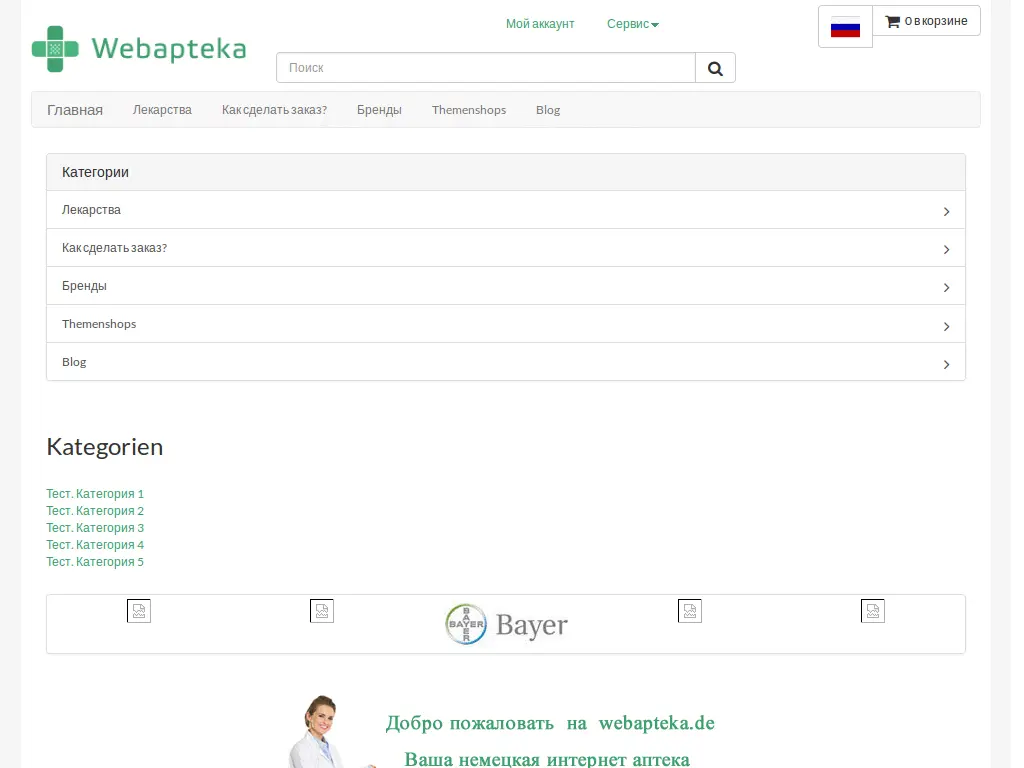 Мой аккаунт Сервис
0 в корзине
Webapteka
Поиск
Главная Лекарства Как сделать заказ? Бренды Themenshops Blog
Категории
Лекарства
Как сделать заказ?
Бренды
Themenshops
Blog
Kategorien
Тест. Категория 1
Тест. Категория 2
Тест. Категория 3
Тест. Категория 4
Тест. Категория 5
BAYER BAYER Bayer
Добро пожаловать на webapteka.de
Ваша немецкая интернет аптека